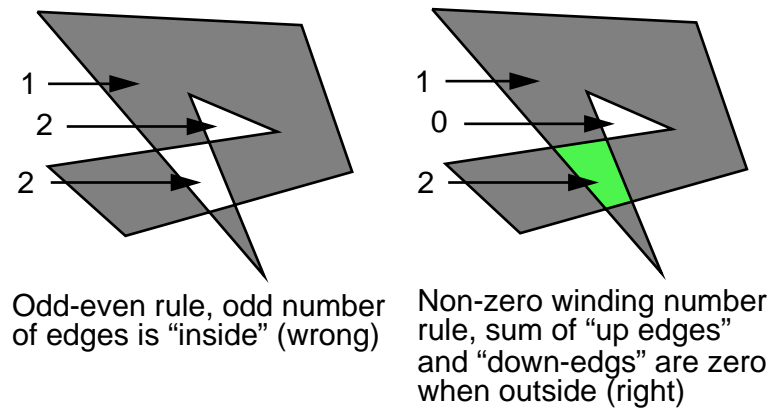 1
2
2
Odd-even rule, odd number
of edges is “inside” (wrong)
1
0
2
Non-zero winding number
rule, sum of “up edges”
and “down-edgs” are zero
when outside (right)